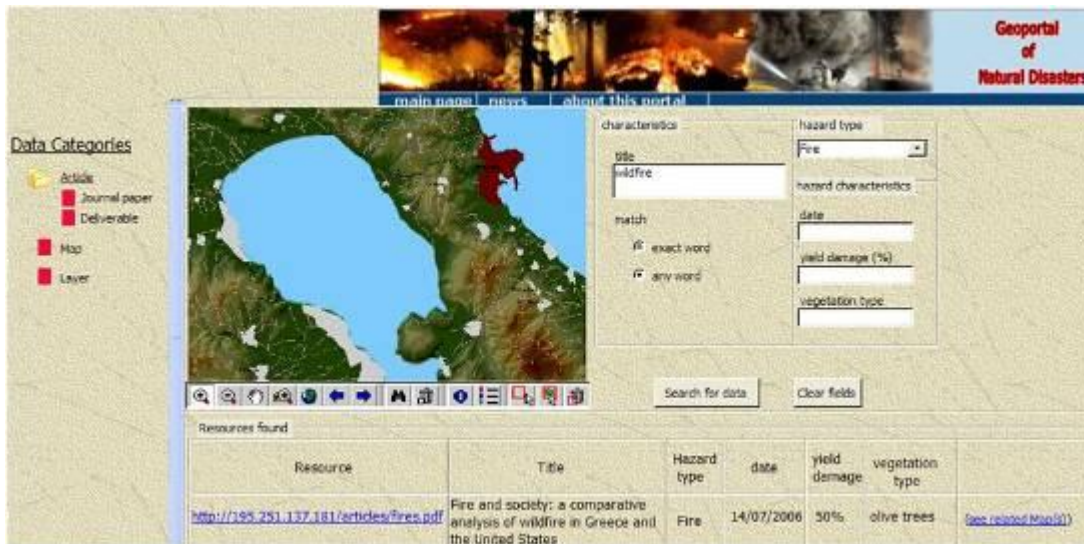 Geoportal
of
Natural Disasters
main page
news
about this portal
Data Categories
Article
Journal paper
Deliverable
Map
Layer
characteristics
title
wildfire
match
exact word
any word
hazard type
Fire
hazard characteristics
date
yield damage (%)
vegetation type
Search for data
Clear fields
Resources found
Resource
Title
Hazard
type
date
yield
damage
vegetation
type
http://195.251.137.181/articles/fires.pdf
Fire and society: a comparative
analysis of wildfire in Greece and
the United States
Fire
14/07/2006
50%
olive trees
(see related Map(s))